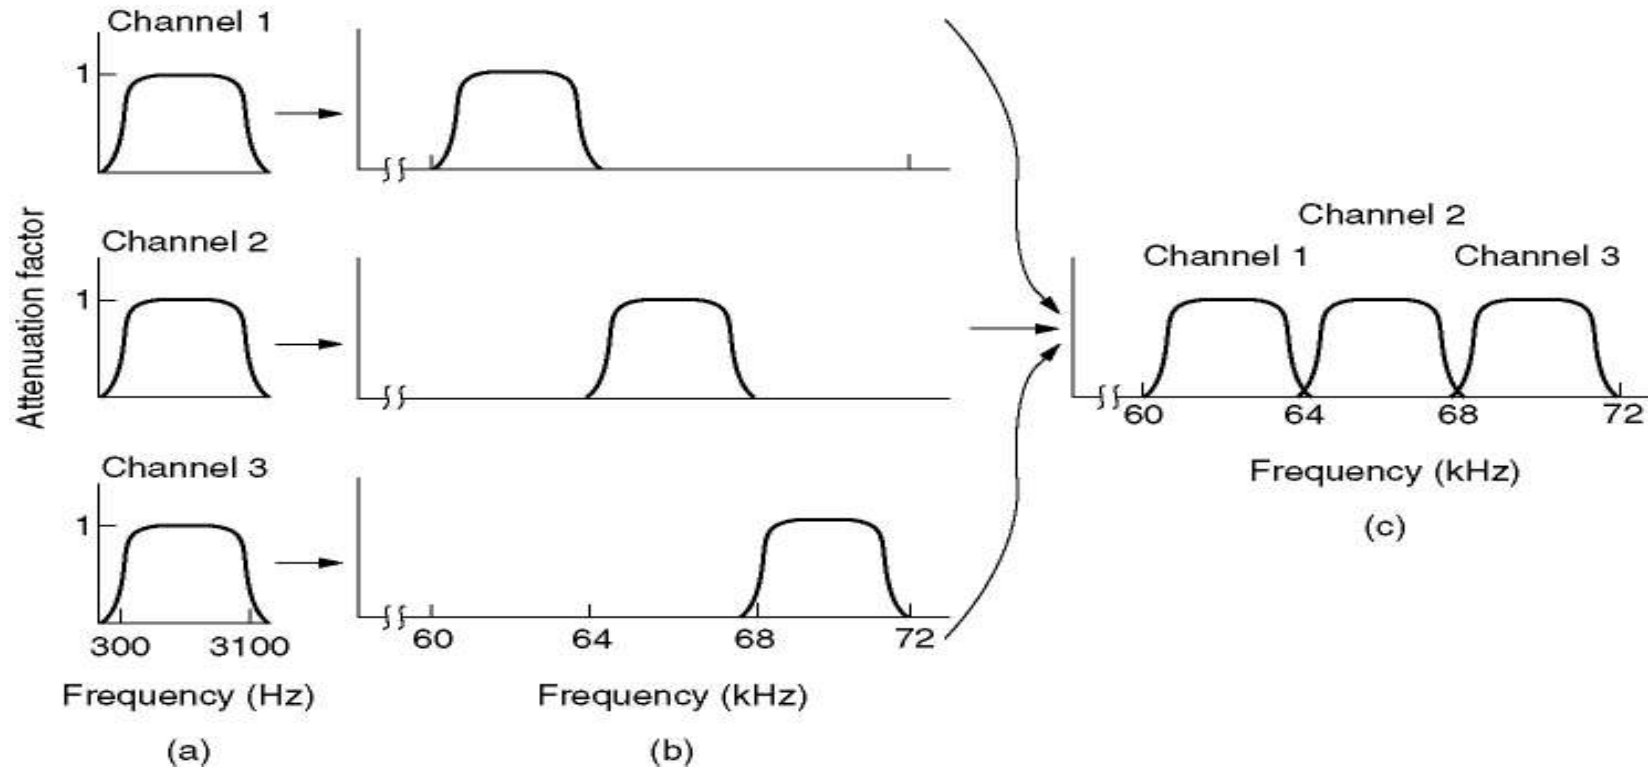 Channel 1
1
Channel 2
1
Channel 3
1
300 3100
Frequency (Hz)
(a)
Attenuation factor
60 64 68 72
Frequency (kHz)
(b)
Channel 2
Channel 1 Channel 3
60 64 68 72
Frequency (kHz)
(c)